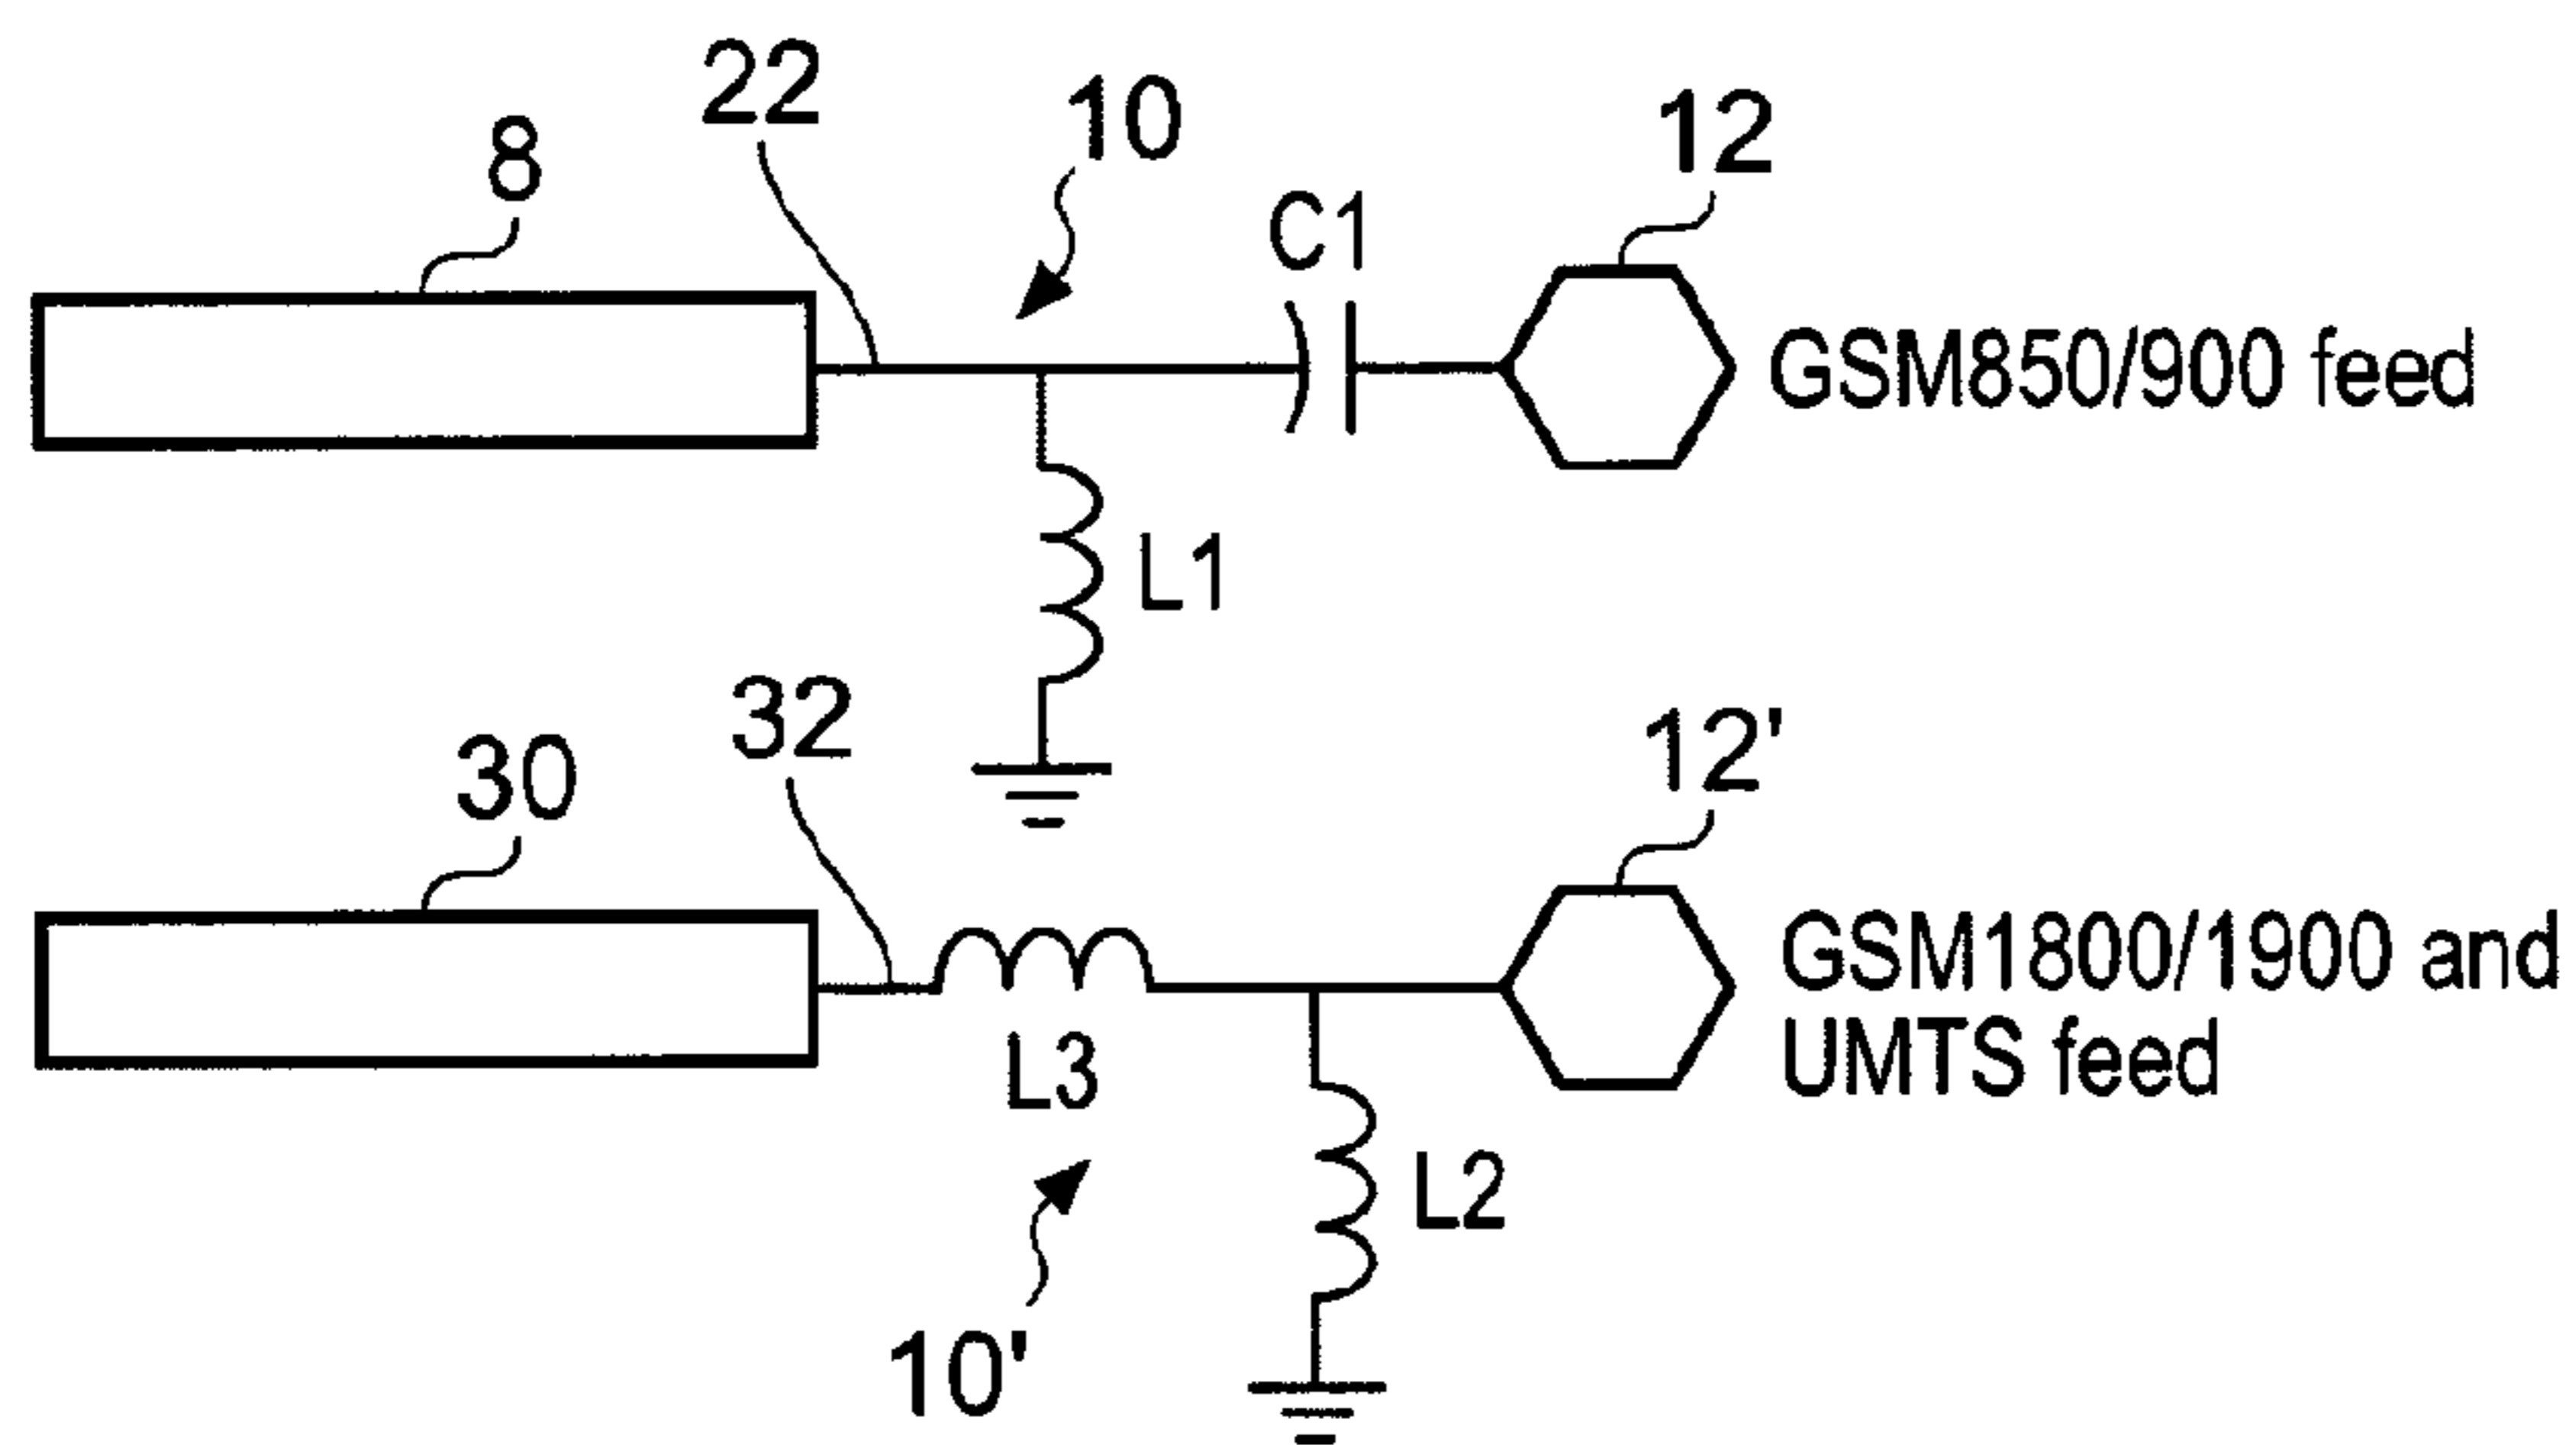 22
10
12
8
C1
GSM850/900 feed
L1
32
12'
30
GSM1800/1900 and
UMTS feed
L3
L2
10'